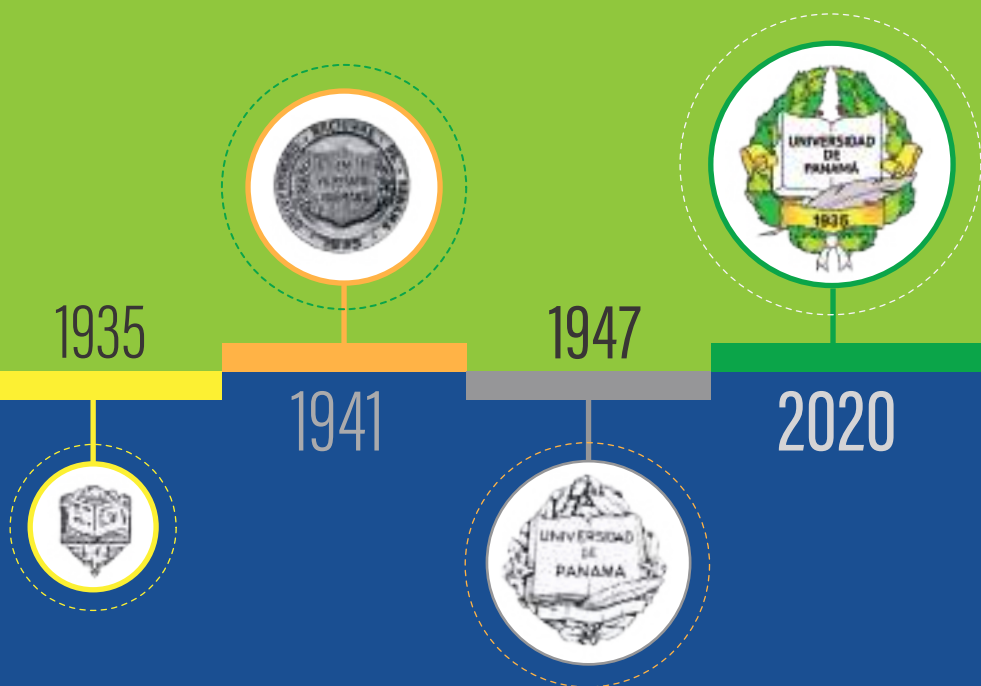 1935
1941
1947
2020
UNIVERSIDAD
DE
PANAMA
UNIVERSIDAD
DE
PANAMÁ
1935